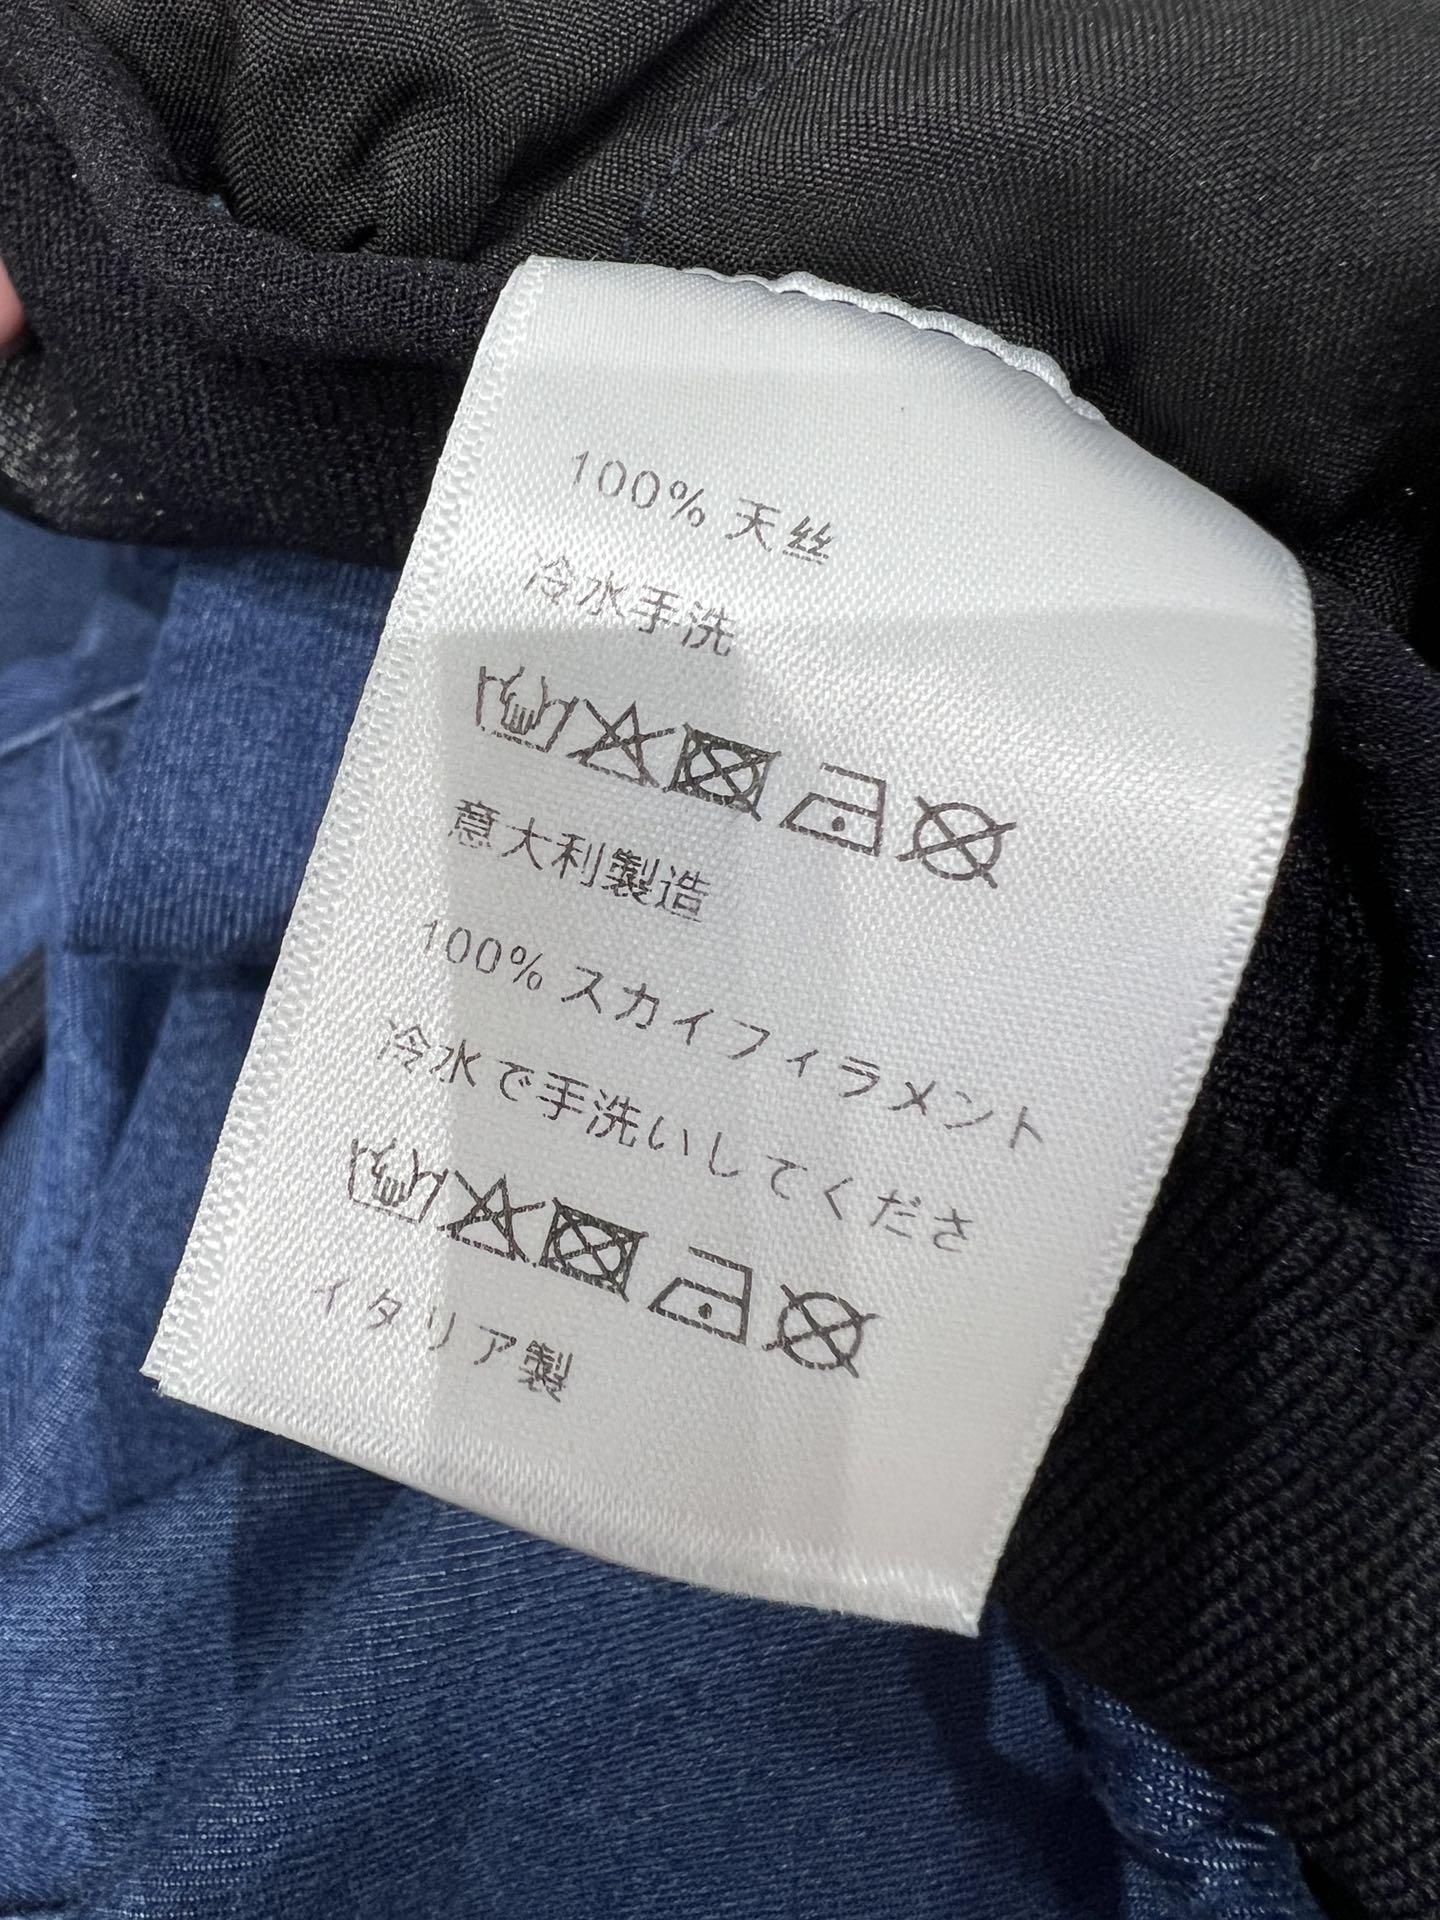 100% 天丝
冷水手洗
意大利製造
100% スカイフィラメント
冷水で手洗いしてくださ
イタリア製